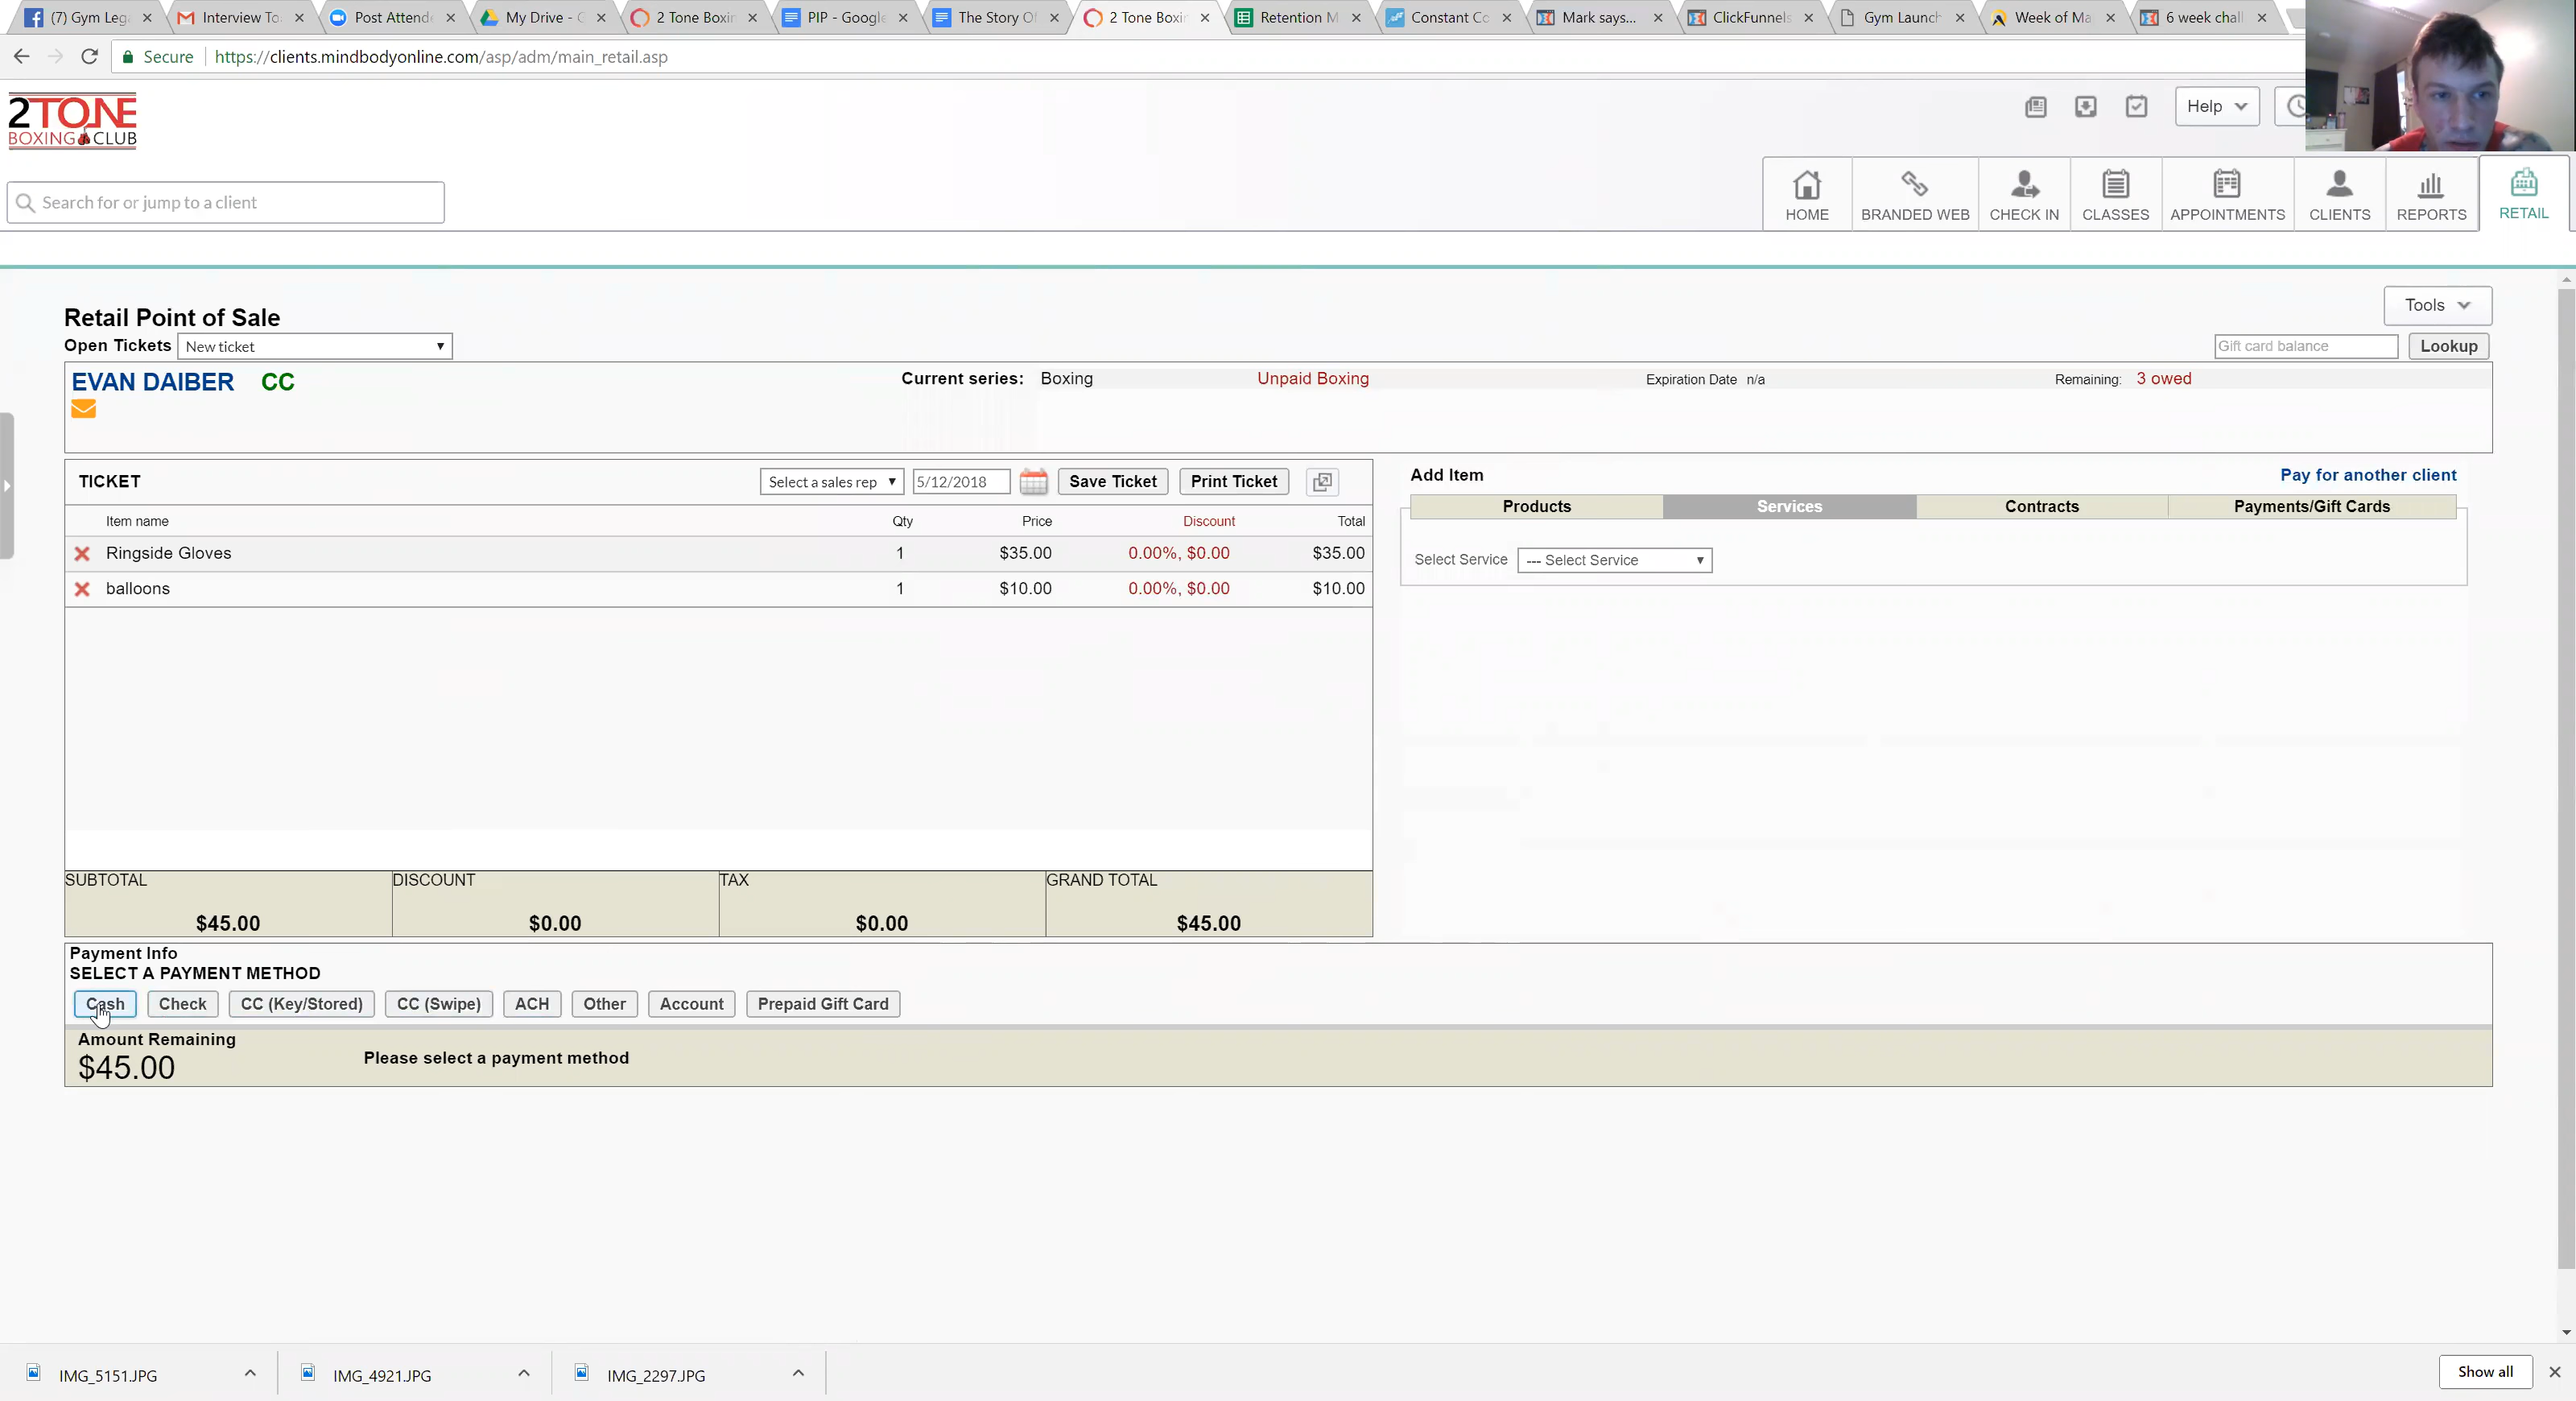 (7) Gym Leg
Interview To
Post Attend
My Drive - G
2 Tone Boxin
PIP - Google
The Story Of
2 Tone Boxin
Retention M
Constant Co
Mark says...
ClickFunnels
Gym Launch
Week of Ma
6 week chall
Secure
https://clients.mindbodyonline.com/asp/adm/main_retail.asp
2TONE
BOXING CLUB
Help
Search for or jump to a client
HOME
BRANDED WEB
CHECK IN
CLASSES
APPOINTMENTS
CLIENTS
REPORTS
RETAIL
Tools
Retail Point of Sale
Open Tickets New ticket
Gift card balance Lookup
EVAN DAIBER CC
Current series: Boxing Unpaid Boxing Expiration Date n/a Remaining: 3 owed
TICKET Select a sales rep 5/12/2018 Save Ticket Print Ticket
Item name Qty Price Discount Total
Ringside Gloves 1 $35.00 0.00%, $0.00 $35.00
balloons 1 $10.00 0.00%, $0.00 $10.00
SUBTOTAL DISCOUNT TAX GRAND TOTAL
$45.00 $0.00 $0.00 $45.00
Add Item Pay for another client
Products Services Contracts Payments/Gift Cards
Select Service --- Select Service
Payment Info
SELECT A PAYMENT METHOD
Cash Check CC (Key/Stored) CC (Swipe) ACH Other Account Prepaid Gift Card
Amount Remaining
$45.00 Please select a payment method
IMG_5151.JPG IMG_4921.JPG IMG_2297.JPG Show all